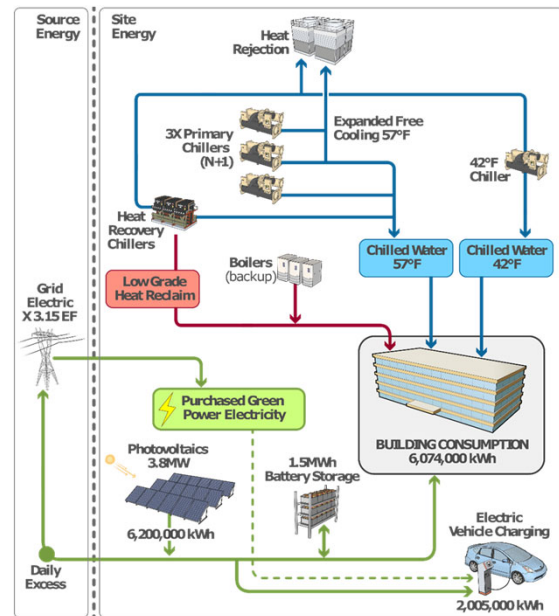 Source
Energy
Site
Energy
Heat
Rejection
3X Primary
Chillers
(N+1)
Expanded Free
Cooling 57°F
42°F
Chiller
Heat
Recovery
Chillers
Boilers
(backup)
Chilled Water
57°F
Chilled Water
42°F
Low Grade
Heat Reclaim
Grid
Electric
X 3.15 EF
Purchased Green
Power Electricity
BUILDING CONSUMPTION
6,074,000 kWh
Photovoltaics
3.8MW
6,200,000 kWh
1.5MWh
Battery Storage
Electric
Vehicle Charging
2,005,000 kWh
Daily
Excess